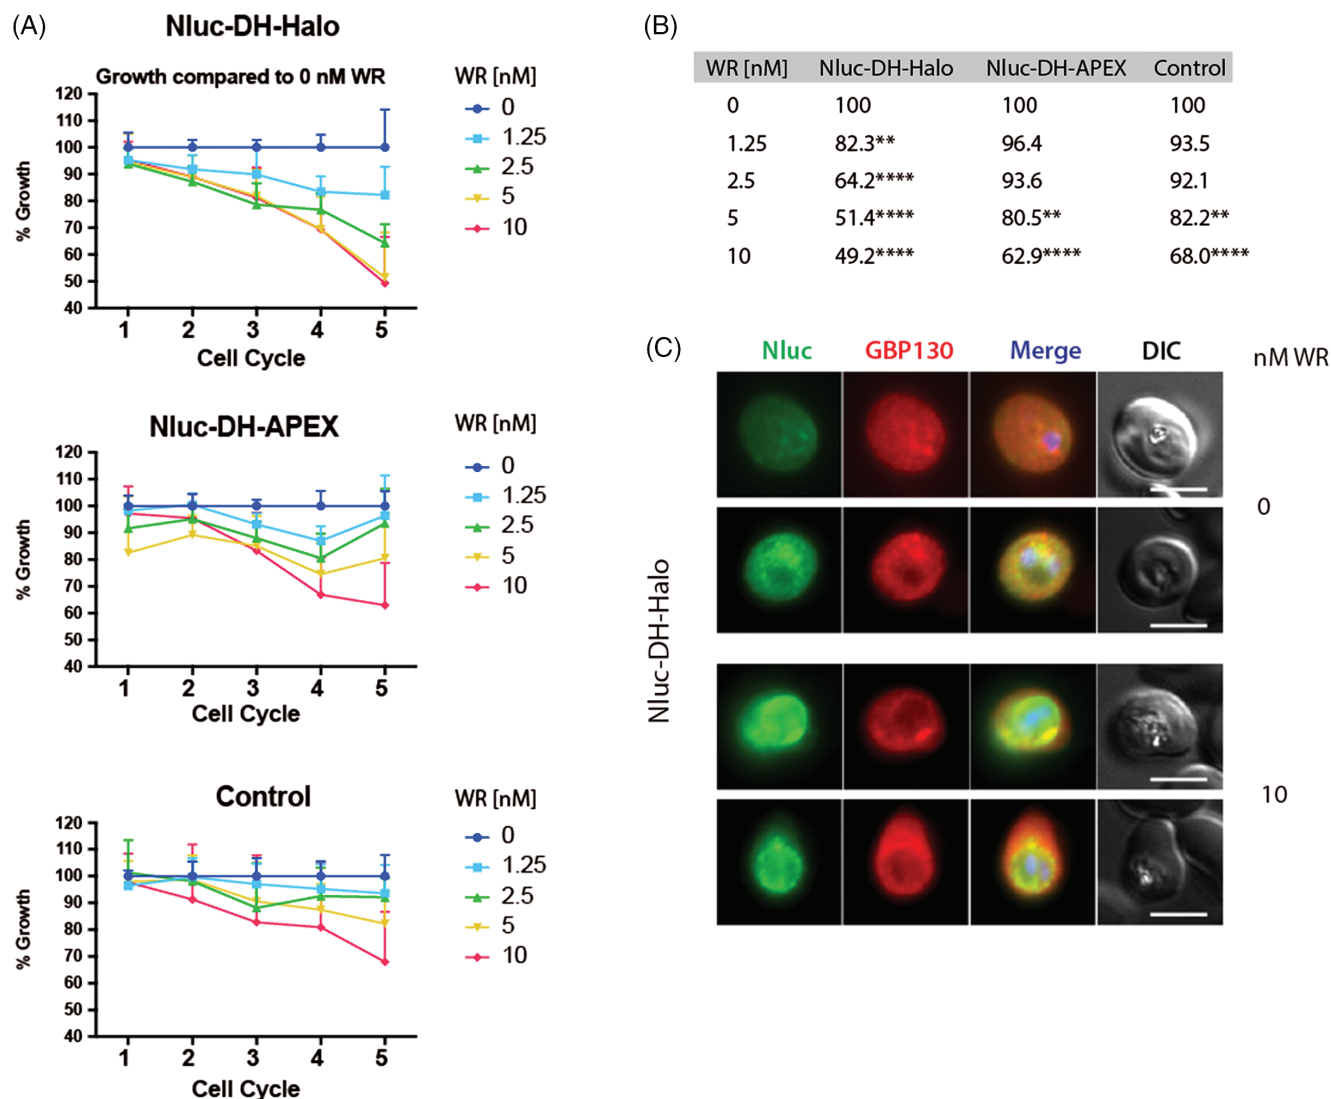 (A)
Nluc-DH-Halo
Growth compared to 0 nM WR
WR [nM]
0
1.25
2.5
5
10
120
110
100
90
80
70
60
50
40
% Growth
1 2 3 4 5
Cell Cycle
Nluc-DH-APEX
WR [nM]
0
1.25
2.5
5
10
120
110
100
90
80
70
60
50
40
% Growth
1 2 3 4 5
Cell Cycle
Control
WR [nM]
0
1.25
2.5
5
10
120
110
100
90
80
70
60
50
40
% Growth
1 2 3 4 5
Cell Cycle
(B)
WR [nM] Nluc-DH-Halo Nluc-DH-APEX Control
0 100 100 100
1.25 82.3** 96.4 93.5
2.5 64.2**** 93.6 92.1
5 51.4**** 80.5** 82.2**
10 49.2**** 62.9**** 68.0****
(C)
Nluc GBP130 Merge DIC
nM WR
0
10
Nluc-DH-Halo